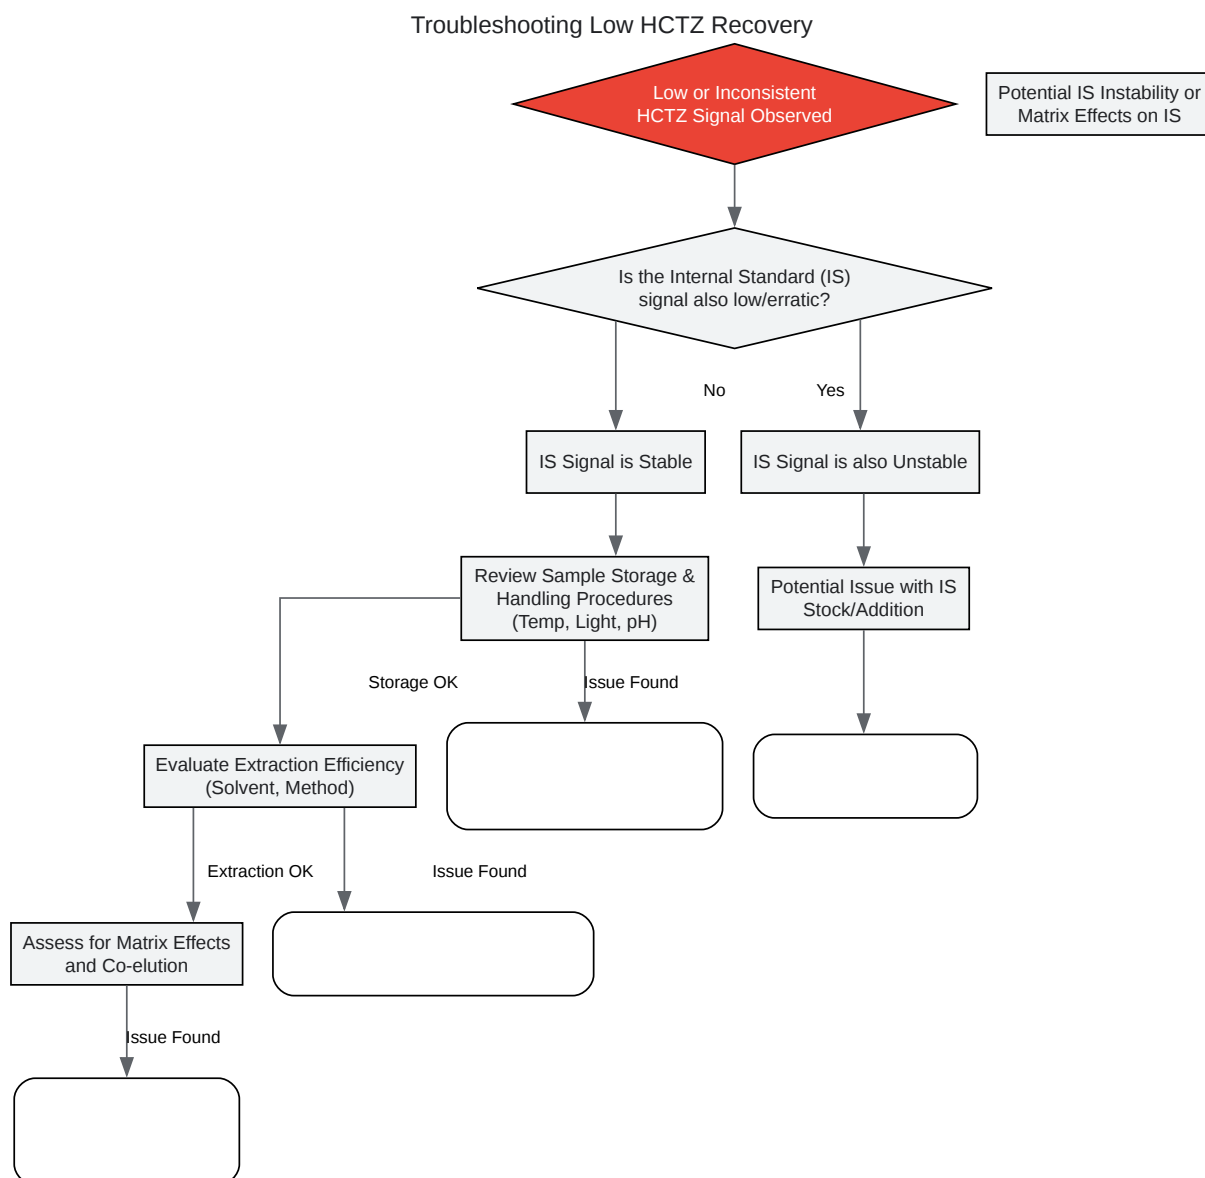 Troubleshooting Low HCTZ Recovery
Low or Inconsistent
HCTZ Signal Observed
Potential IS Instability or
Matrix Effects on IS
Is the Internal Standard (IS)
signal also low/erratic?
No
Yes
IS Signal is Stable
IS Signal is also Unstable
Review Sample Storage &
Handling Procedures
(Temp, Light, pH)
Potential Issue with IS
Stock/Addition
Storage OK
Issue Found
Evaluate Extraction Efficiency
(Solvent, Method)
Extraction OK
Issue Found
Assess for Matrix Effects
and Co-elution
Issue Found